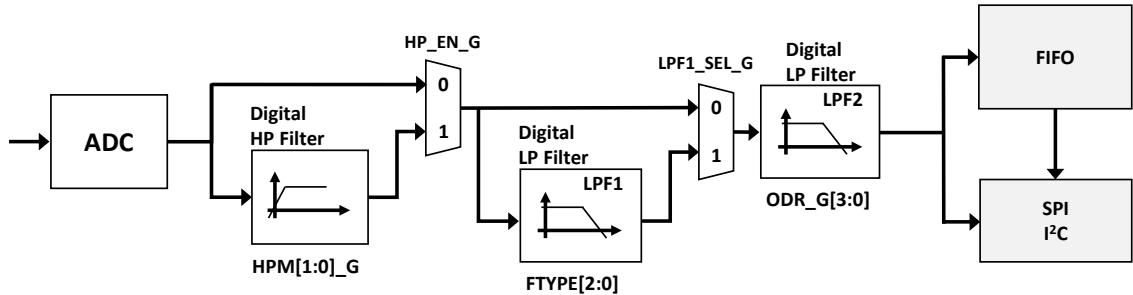 ADC
Digital
HP Filter
HPM[1:0]_G
HP_EN_G
0
1
Digital
LP Filter
LPF1
FTYPE[2:0]
LPF1_SEL_G
0
1
Digital
LP Filter
LPF2
ODR_G[3:0]
FIFO
SPI
I²C